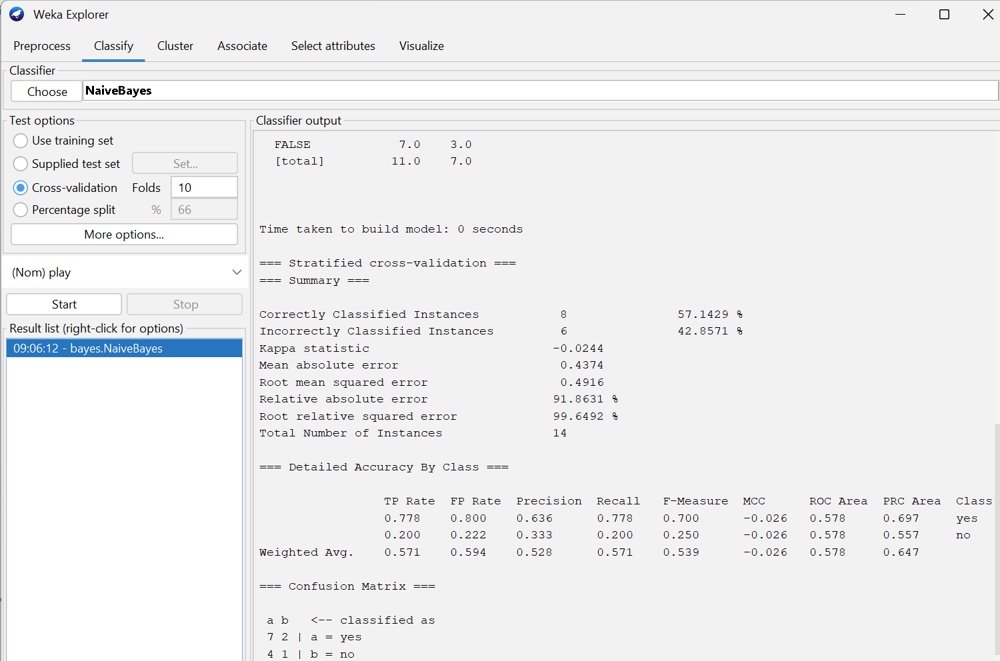 Weka Explorer
Preprocess Classify Cluster Associate Select attributes Visualize
Classifier
Choose NaiveBayes
Test options
Use training set
Supplied test set Set...
Cross-validation Folds 10
Percentage split % 66
More options...
(Nom) play
Start Stop
Result list (right-click for options)
09:06:12 - bayes.NaiveBayes
Classifier output
FALSE 7.0 3.0
[total] 11.0 7.0
Time taken to build model: 0 seconds
=== Stratified cross-validation ===
=== Summary ===
Correctly Classified Instances 8 57.1429 %
Incorrectly Classified Instances 6 42.8571 %
Kappa statistic -0.0244
Mean absolute error 0.4374
Root mean squared error 0.4916
Relative absolute error 91.8631 %
Root relative squared error 99.6492 %
Total Number of Instances 14
=== Detailed Accuracy By Class ===
TP Rate FP Rate Precision Recall F-Measure MCC ROC Area PRC Area Class
0.778 0.800 0.636 0.778 0.700 -0.026 0.578 0.697 yes
0.200 0.222 0.333 0.200 0.250 -0.026 0.578 0.557 no
Weighted Avg. 0.571 0.594 0.528 0.571 0.539 -0.026 0.578 0.647
=== Confusion Matrix ===
a b <-- classified as
7 2 | a = yes
4 1 | b = no